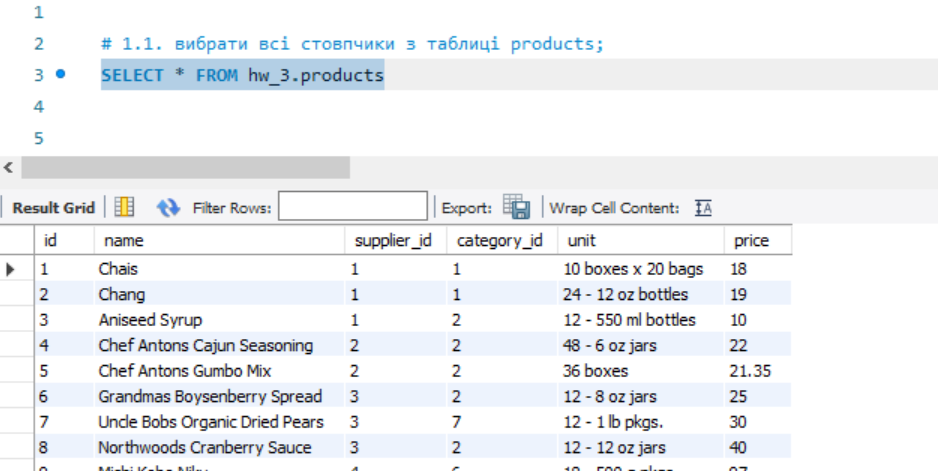 1
2 # 1.1. вибрати всі стовпчики з таблиці products;
3 SELECT * FROM hw_3.products
4
5
Result Grid Filter Rows: Export: Wrap Cell Content: IA
id name supplier_id category_id unit price
1 Chais 1 1 10 boxes x 20 bags 18
2 Chang 1 1 24 - 12 oz bottles 19
3 Aniseed Syrup 1 2 12 - 550 ml bottles 10
4 Chef Antons Cajun Seasoning 2 2 48 - 6 oz jars 22
5 Chef Antons Gumbo Mix 2 2 36 boxes 21.35
6 Grandmas Boysenberry Spread 3 2 12 - 8 oz jars 25
7 Uncle Bobs Organic Dried Pears 3 7 12 - 1 lb pkgs. 30
8 Northwoods Cranberry Sauce 3 2 12 - 12 oz jars 40